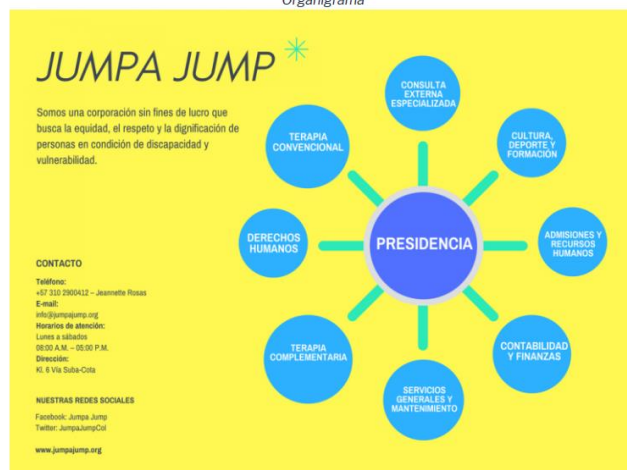 Organigrama
JUMPA JUMP
Somos una corporación sin fines de lucro que
busca la equidad, el respeto y la dignificación de
personas en condición de discapacidad y
vulnerabilidad.
CONTACTO
Teléfono:
+57 310 2900412 – Jeannette Rosas
E-mail:
info@jumpajump.org
Horarios de atención:
Lunes a sábados
08:00 A.M. – 05:00 P.M.
Dirección:
Kl. 6 Vía Suba-Cota
NUESTRAS REDES SOCIALES
Facebook: Jumpa Jump
Twitter: JumpaJumpCol
www.jumpajump.org
CONSULTA
EXTERNA
ESPECIALIZADA
CULTURA,
DEPORTE Y
FORMACIÓN
ADMISIONES Y
RECURSOS
HUMANOS
CONTABILIDAD
Y FINANZAS
SERVICIOS
GENERALES Y
MANTENIMIENTO
TERAPIA
COMPLEMENTARIA
DERECHOS
HUMANOS
TERAPIA
CONVENCIONAL
PRESIDENCIA